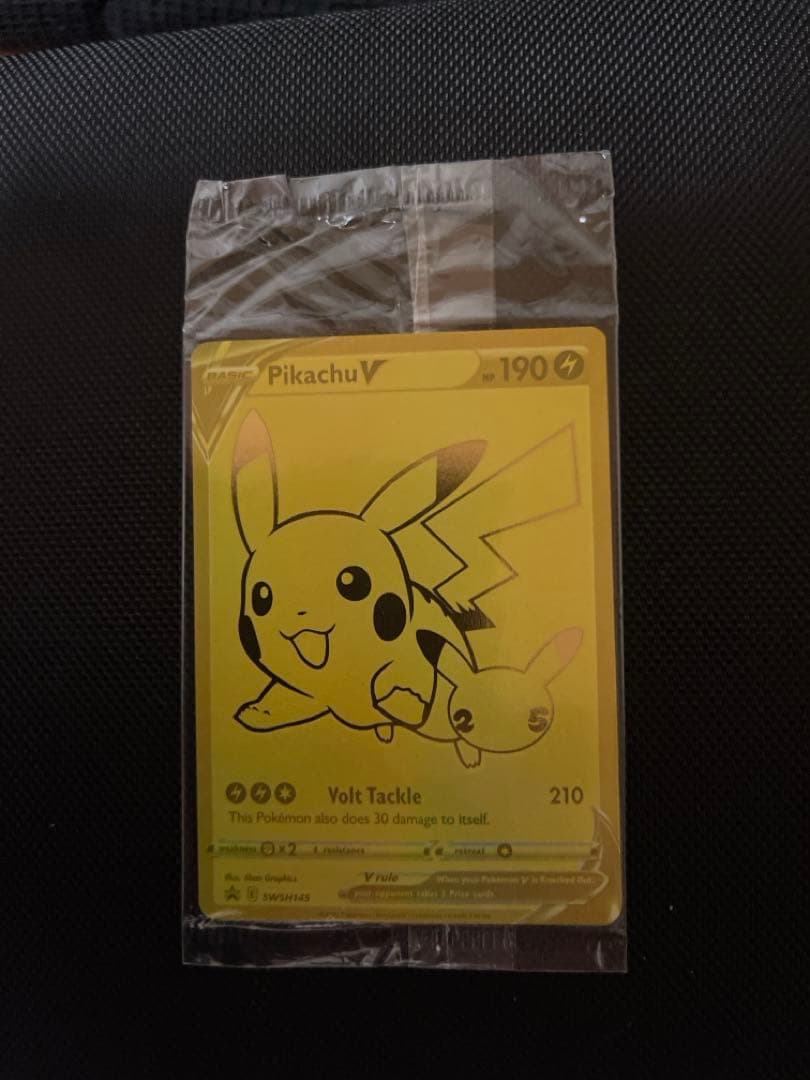 BASIC Pikachu V HP 190
2 5
Volt Tackle 210
This Pokémon also does 30 damage to itself.
weakness ×2 resistance retreat
Illus. Shon Graphics V rule When your Pokémon V is Knocked Out,
E SWSH145 your opponent takes 2 Prize cards.